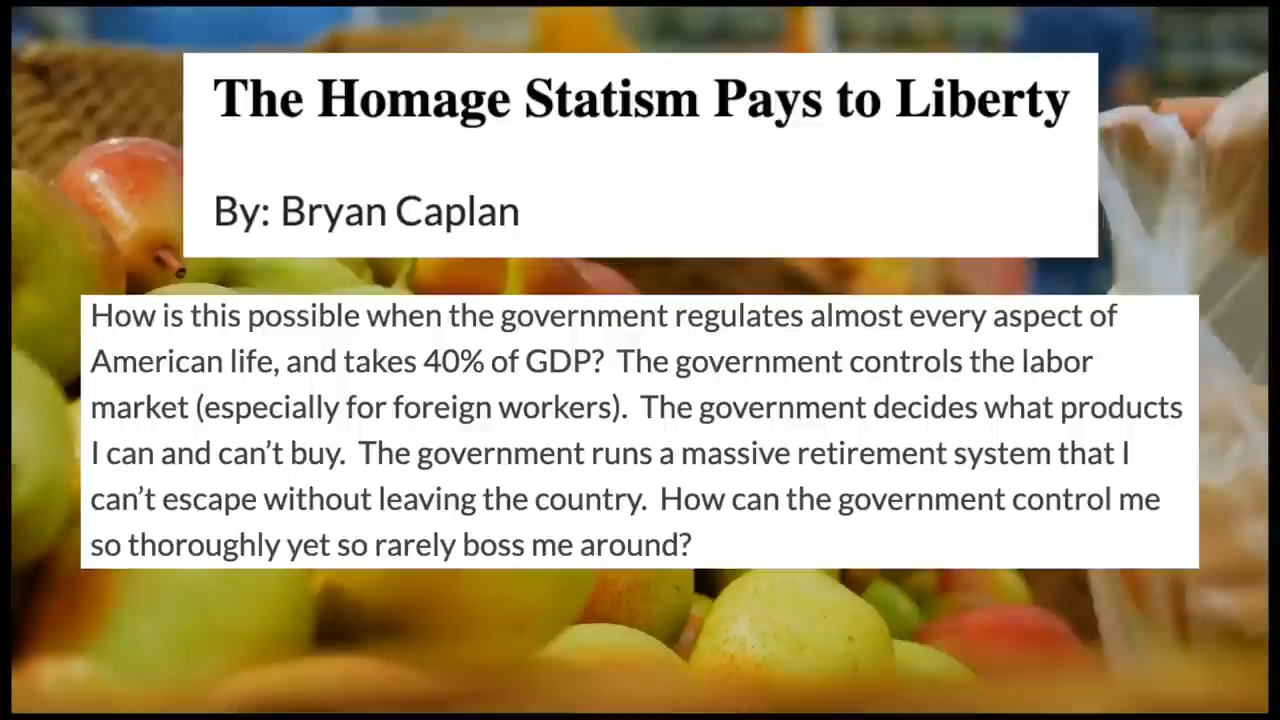 The Homage Statism Pays to Liberty
By: Bryan Caplan
How is this possible when the government regulates almost every aspect of
American life, and takes 40% of GDP?  The government controls the labor
market (especially for foreign workers).  The government decides what products
I can and can’t buy.  The government runs a massive retirement system that I
can’t escape without leaving the country.  How can the government control me
so thoroughly yet so rarely boss me around?